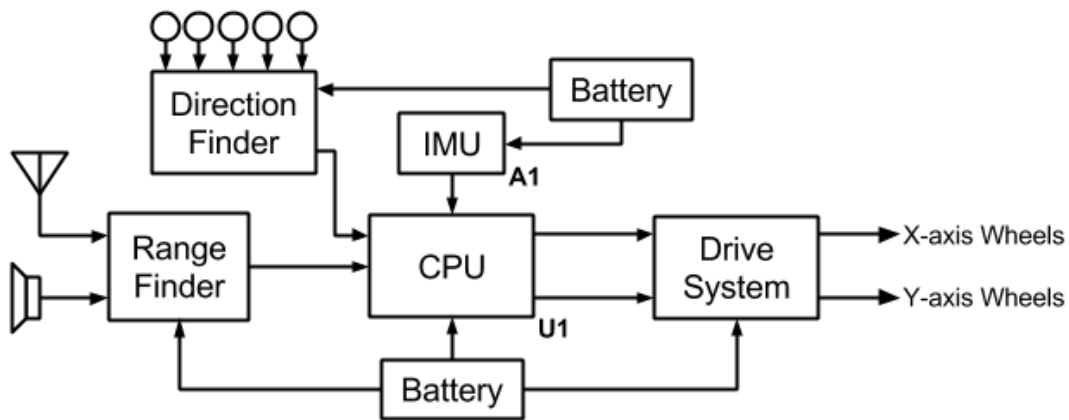 Direction
Finder
Battery
IMU
A1
Range
Finder
CPU
U1
Drive
System
X-axis Wheels
Y-axis Wheels
Battery